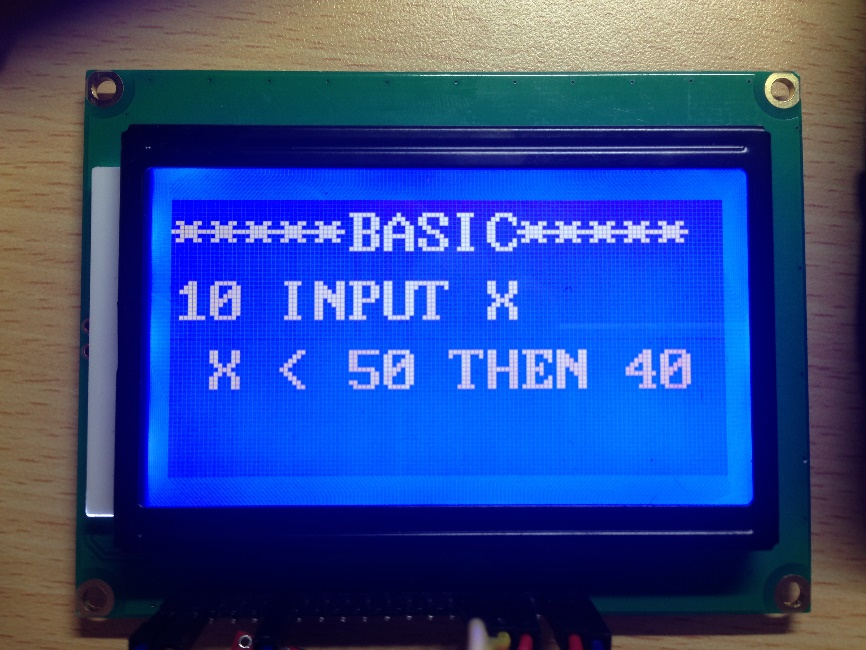 *****BASIC*****
10 INPUT X
X < 50 THEN 40